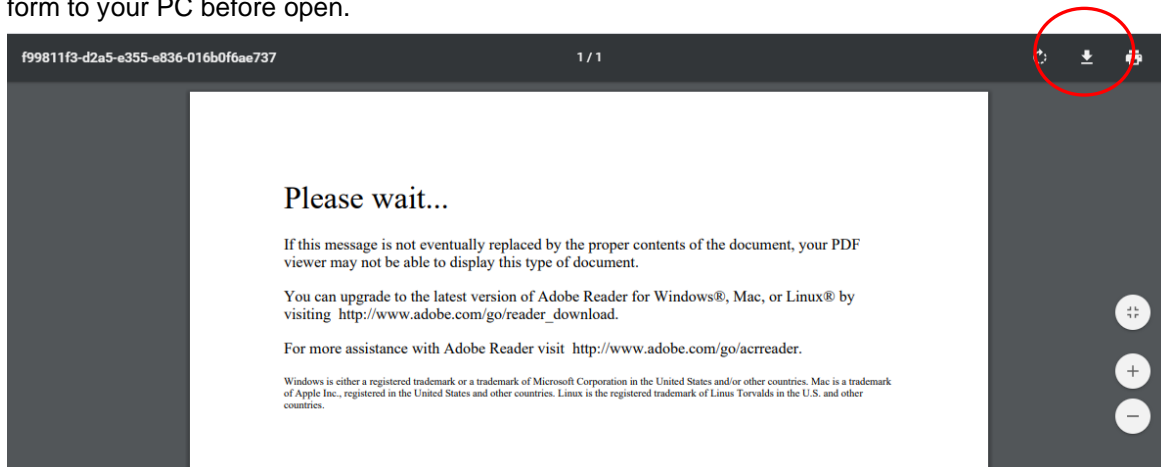 form to your PC before open.
f99811f3-d2a5-e355-e836-016b0f6ae737 1 / 1
Please wait...
If this message is not eventually replaced by the proper contents of the document, your PDF
viewer may not be able to display this type of document.
You can upgrade to the latest version of Adobe Reader for Windows®, Mac, or Linux® by
visiting http://www.adobe.com/go/reader_download.
For more assistance with Adobe Reader visit http://www.adobe.com/go/acrreader.
Windows is either a registered trademark or a trademark of Microsoft Corporation in the United States and/or other countries. Mac is a trademark
of Apple Inc., registered in the United States and other countries. Linux is the registered trademark of Linus Torvalds in the U.S. and other
countries.